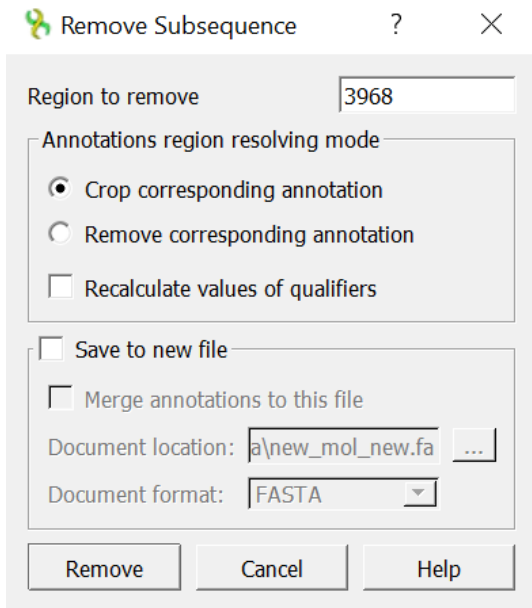 Remove Subsequence ?
Region to remove 3968
Annotations region resolving mode
Crop corresponding annotation
Remove corresponding annotation
Recalculate values of qualifiers
Save to new file
Merge annotations to this file
Document location: a\new_mol_new.fa ...
Document format: FASTA
Remove Cancel Help